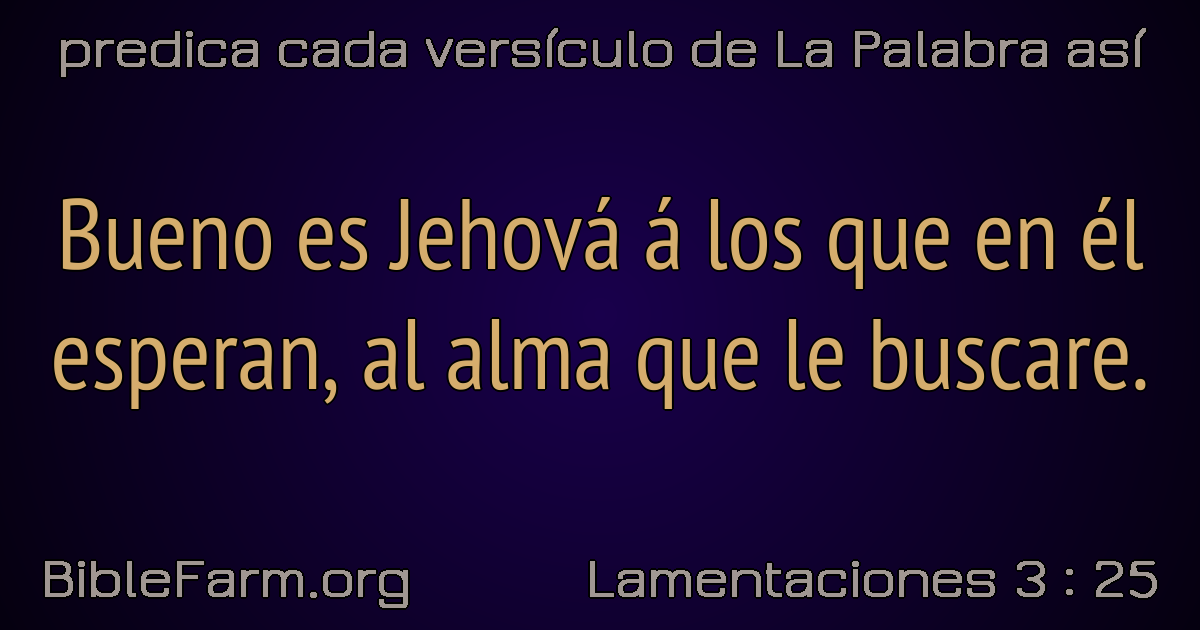 predica cada versículo de La Palabra así
Bueno es Jehová á los que en él
esperan, al alma que le buscare.
BibleFarm.org
Lamentaciones 3 : 25